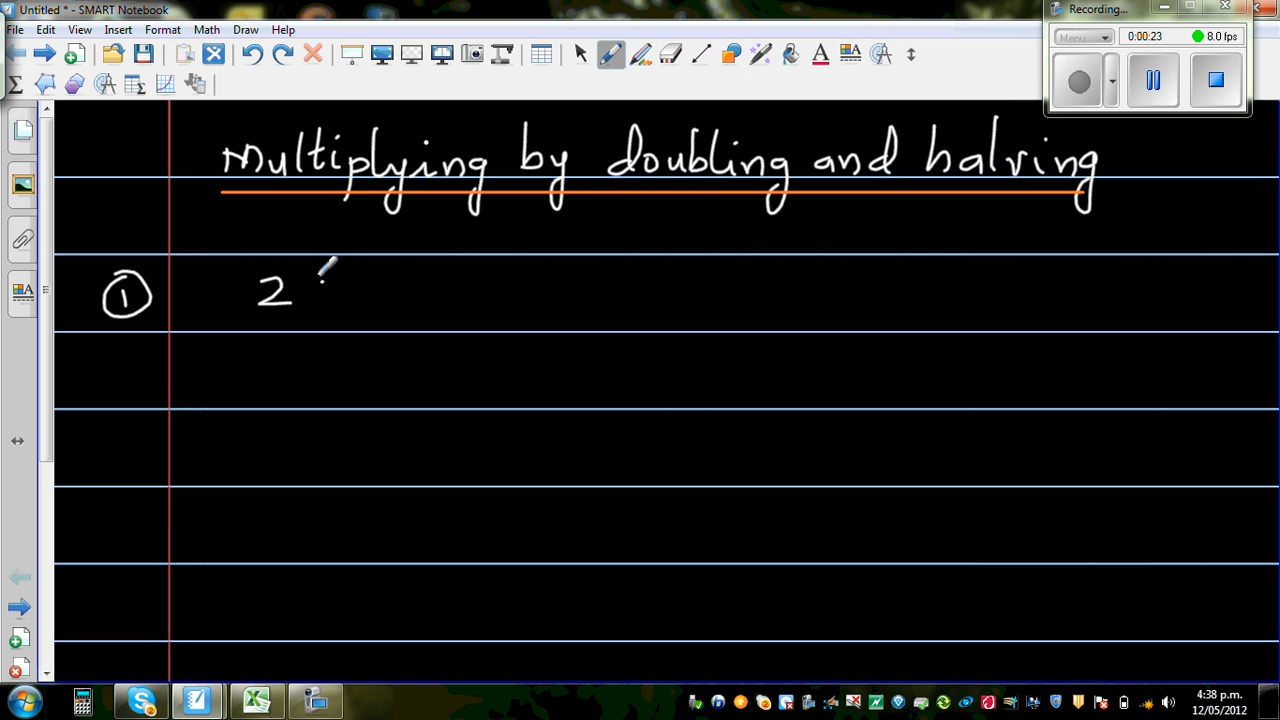 Untitled * - SMART Notebook
Recording...
File Edit View Insert Format Math Draw Help
Menu 0:00:23 8.0 fps
Multiplying by doubling and halving
1 2
4:38 p.m.
12/05/2012